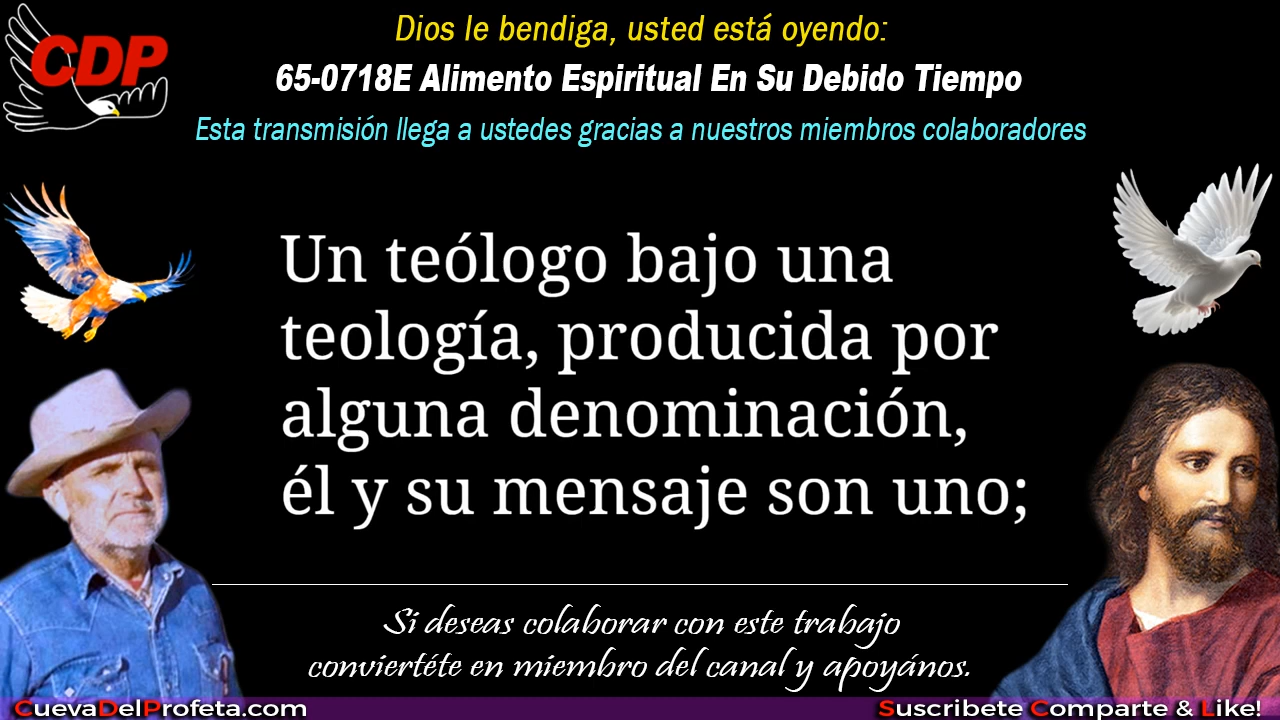 CDP
Dios le bendiga, usted está oyendo:
65-0718E Alimento Espiritual En Su Debido Tiempo
Esta transmisión llega a ustedes gracias a nuestros miembros colaboradores
Un teólogo bajo una
teología, producida por
alguna denominación,
él y su mensaje son uno;
Si deseas colaborar con este trabajo
conviertéte en miembro del canal y apoyános.
CuevaDelProfeta.com
Suscribete Comparte & Like!